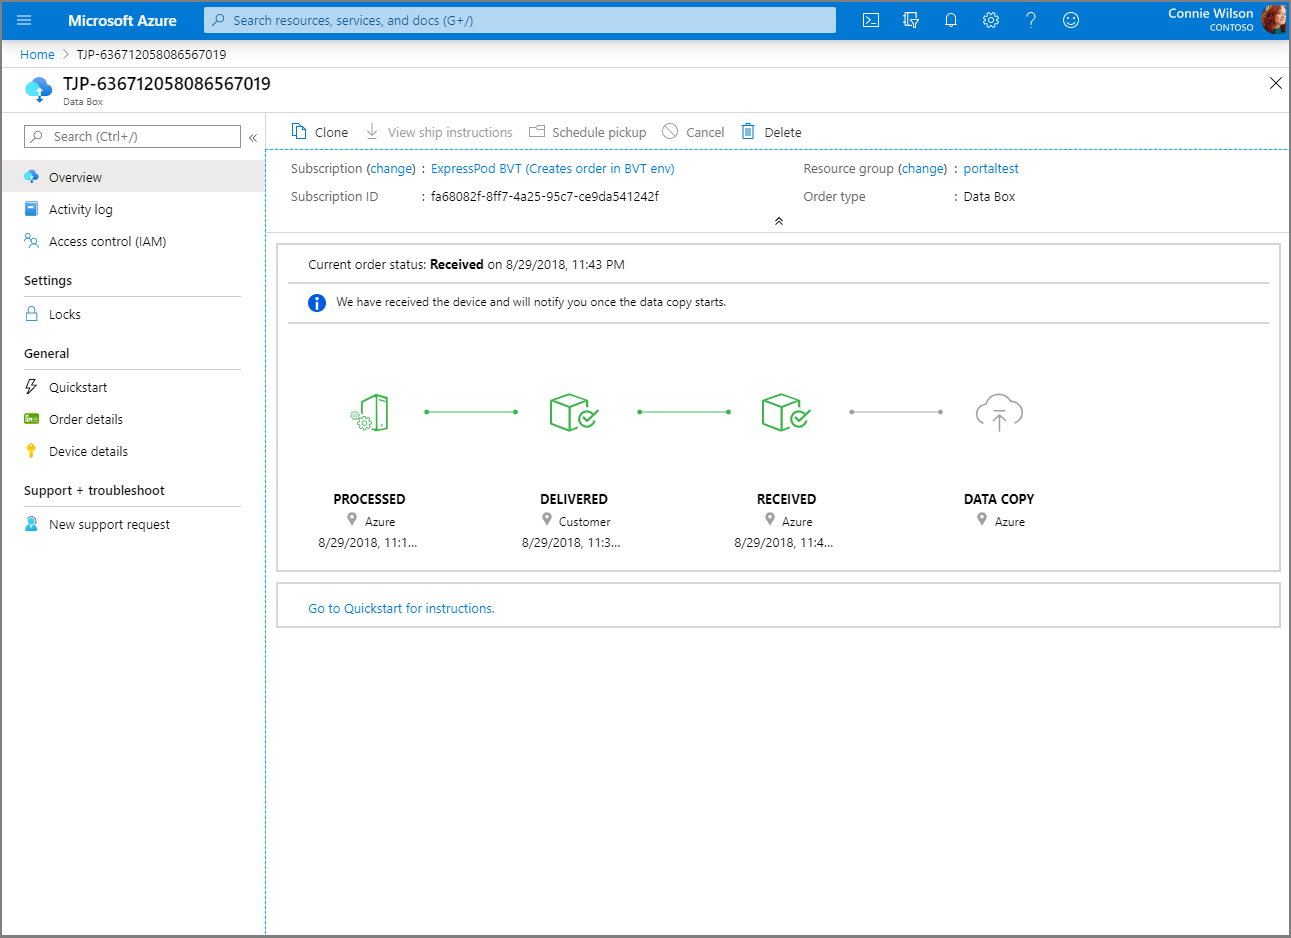 Microsoft Azure
Search resources, services, and docs (G+/)
Connie Wilson
CONTOSO
Home > TJP-636712058086567019
TJP-636712058086567019
Data Box
Search (Ctrl+/)
«
Overview
Activity log
Access control (IAM)
Settings
Locks
General
Quickstart
Order details
Device details
Support + troubleshoot
New support request
Clone View ship instructions Schedule pickup Cancel Delete
Subscription (change) : ExpressPod BVT (Creates order in BVT env) Resource group (change) : portaltest
Subscription ID : fa68082f-8ff7-4a25-95c7-ce9da541242f Order type : Data Box
Current order status: Received on 8/29/2018, 11:43 PM
We have received the device and will notify you once the data copy starts.
PROCESSED DELIVERED RECEIVED DATA COPY
Azure Customer Azure Azure
8/29/2018, 11:1... 8/29/2018, 11:3... 8/29/2018, 11:4...
Go to Quickstart for instructions.